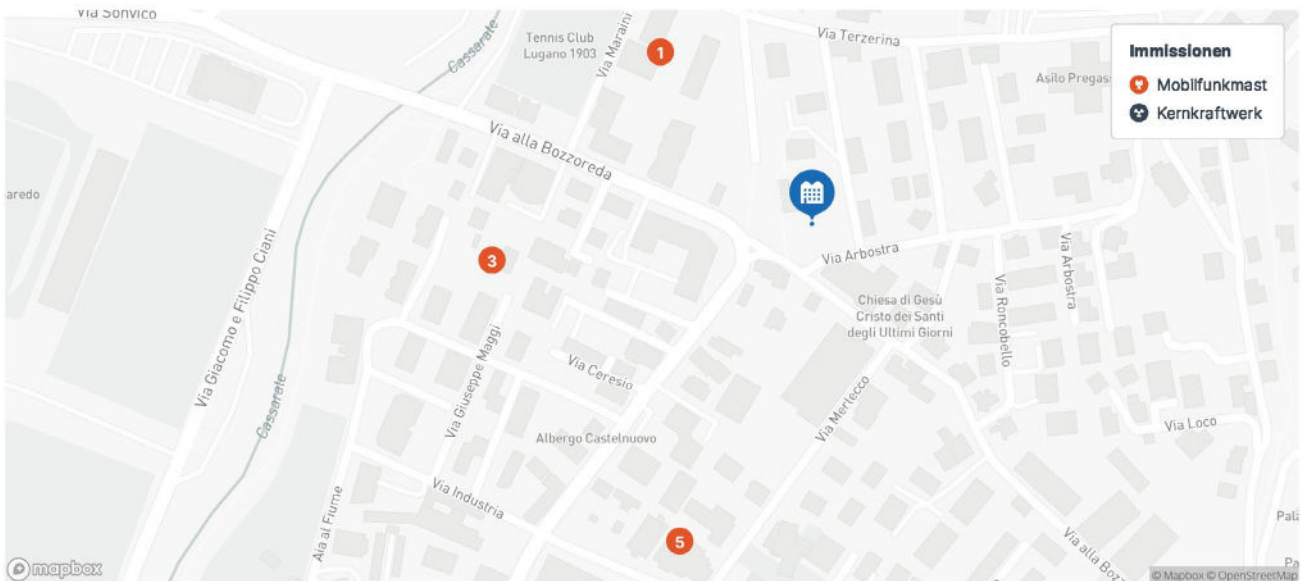 Via Sonvico
Cassarate
Tennis Club
Lugano 1903
Via Maraini
1
Via Terzerina
Immissionen
Mobilfunkmast
Kernkraftwerk
Asilo Pregass
Via alla Bozzoreda
aredo
Via Giacomo e Filippo Ciani
3
Via Arbostra
Via Arbostra
Chiesa di Gesù
Cristo dei Santi
degli Ultimi Giorni
Via Roncobello
Via Giuseppe Maggi
Via Ceresio
Cassarate
Via Merlecco
Albergo Castelnuovo
Via Loco
Via Industria
Aia al Fiume
5
Via alla Bozz
Pala
Pa
mapbox
© Mapbox © OpenStreetMap